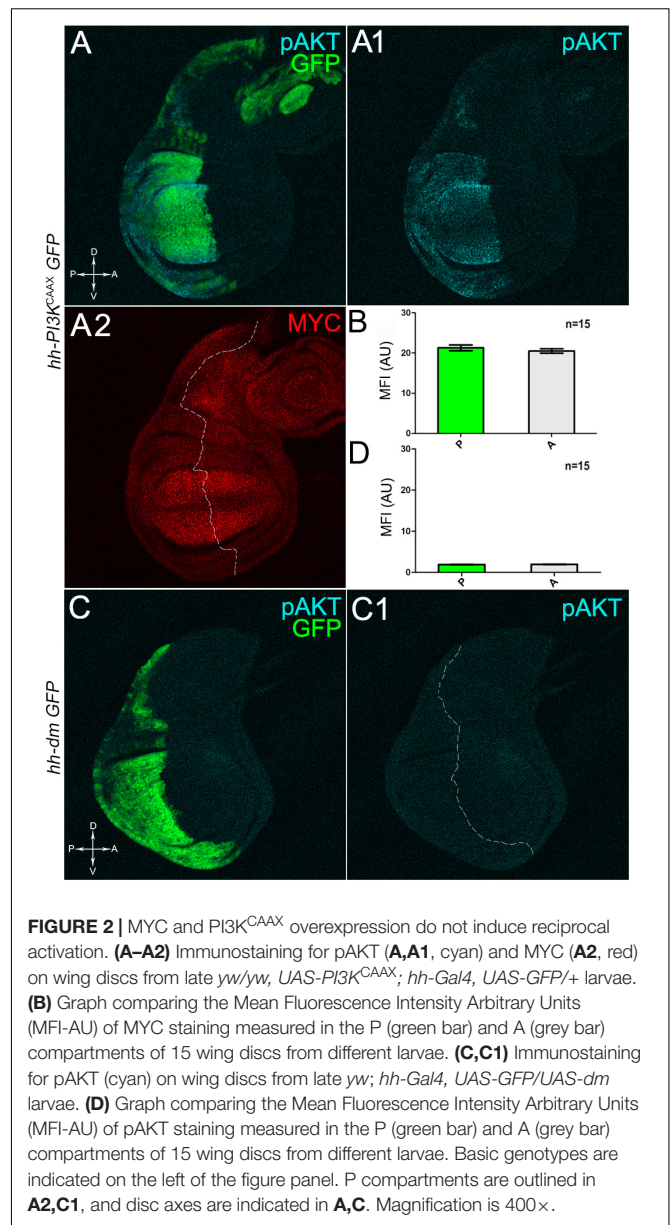 A
pAKT
GFP
A1
pAKT
hh-PI3K^CAAX GFP
D
P A
V
A2
MYC
B
n=15
MFI (AU)
30
20
10
0
P
A
D
n=15
MFI (AU)
30
20
10
0
P
A
C
pAKT
GFP
C1
pAKT
hh-dm GFP
D
P A
V
FIGURE 2 | MYC and PI3K^CAAX overexpression do not induce reciprocal
activation. (A–A2) Immunostaining for pAKT (A,A1, cyan) and MYC (A2, red)
on wing discs from late yw/yw, UAS-PI3K^CAAX; hh-Gal4, UAS-GFP/+ larvae.
(B) Graph comparing the Mean Fluorescence Intensity Arbitrary Units
(MFI-AU) of MYC staining measured in the P (green bar) and A (grey bar)
compartments of 15 wing discs from different larvae. (C,C1) Immunostaining
for pAKT (cyan) on wing discs from late yw; hh-Gal4, UAS-GFP/UAS-dm
larvae. (D) Graph comparing the Mean Fluorescence Intensity Arbitrary Units
(MFI-AU) of pAKT staining measured in the P (green bar) and A (grey bar)
compartments of 15 wing discs from different larvae. Basic genotypes are
indicated on the left of the figure panel. P compartments are outlined in
A2,C1, and disc axes are indicated in A,C. Magnification is 400×.